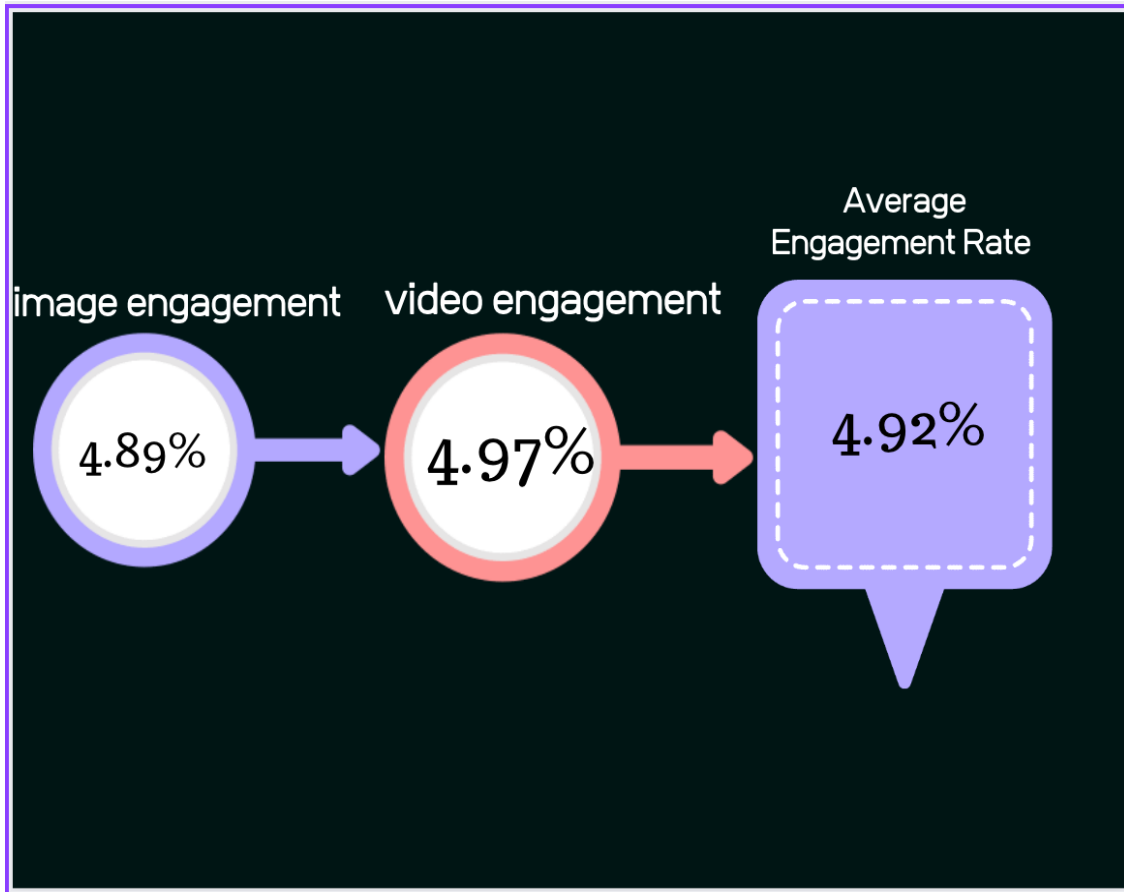 Average
Engagement Rate
image engagement
video engagement
4.89%
4.97%
4.92%